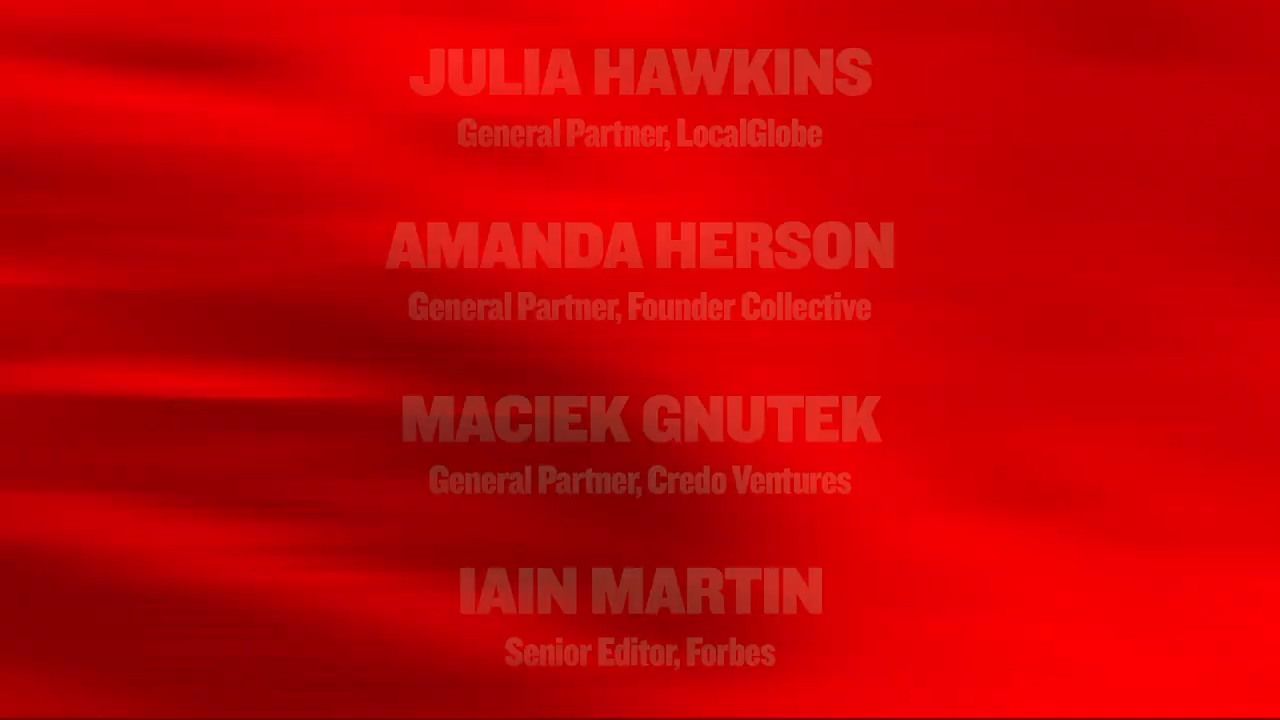 JULIA HAWKINS
General Partner, LocalGlobe
AMANDA HERSON
General Partner, Founder Collective
MACIEK GNUTEK
General Partner, Credo Ventures
IAIN MARTIN
Senior Editor, Forbes